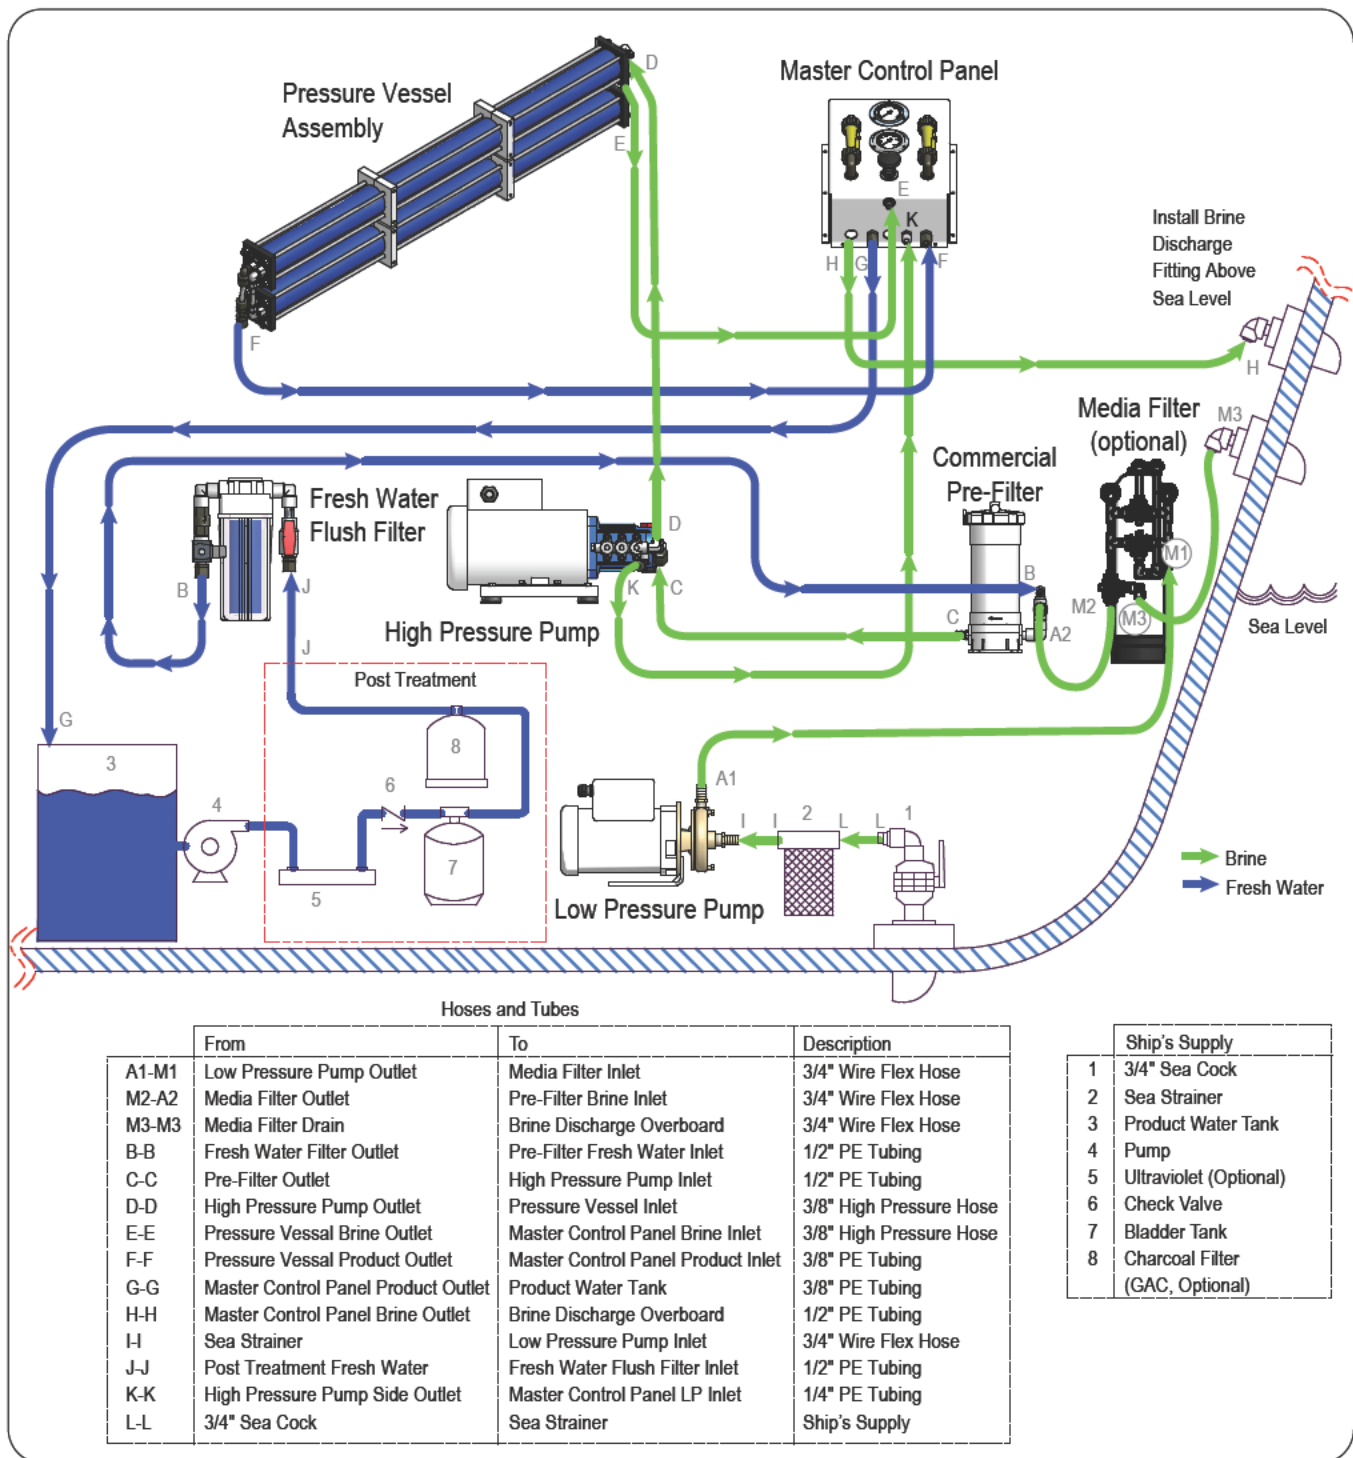 Pressure Vessel
Assembly
D
E
F
Master Control Panel
E
K
H
G
F
Install Brine
Discharge
Fitting Above
Sea Level
H
M3
Media Filter
(optional)
M1
M2
M3
Sea Level
Commercial
Pre-Filter
B
C
A2
Fresh Water
Flush Filter
B
J
J
D
K
C
High Pressure Pump
Post Treatment
G
3
4
5
6
7
8
A1
I
I
2
L
L
1
Low Pressure Pump
Brine
Fresh Water
Hoses and Tubes
From To Description
A1-M1 Low Pressure Pump Outlet Media Filter Inlet 3/4" Wire Flex Hose
M2-A2 Media Filter Outlet Pre-Filter Brine Inlet 3/4" Wire Flex Hose
M3-M3 Media Filter Drain Brine Discharge Overboard 3/4" Wire Flex Hose
B-B Fresh Water Filter Outlet Pre-Filter Fresh Water Inlet 1/2" PE Tubing
C-C Pre-Filter Outlet High Pressure Pump Inlet 1/2" PE Tubing
D-D High Pressure Pump Outlet Pressure Vessel Inlet 3/8" High Pressure Hose
E-E Pressure Vessal Brine Outlet Master Control Panel Brine Inlet 3/8" High Pressure Hose
F-F Pressure Vessal Product Outlet Master Control Panel Product Inlet 3/8" PE Tubing
G-G Master Control Panel Product Outlet Product Water Tank 3/8" PE Tubing
H-H Master Control Panel Brine Outlet Brine Discharge Overboard 1/2" PE Tubing
I-I Sea Strainer Low Pressure Pump Inlet 3/4" Wire Flex Hose
J-J Post Treatment Fresh Water Fresh Water Flush Filter Inlet 1/2" PE Tubing
K-K High Pressure Pump Side Outlet Master Control Panel LP Inlet 1/4" PE Tubing
L-L 3/4" Sea Cock Sea Strainer Ship's Supply
Ship's Supply
1 3/4" Sea Cock
2 Sea Strainer
3 Product Water Tank
4 Pump
5 Ultraviolet (Optional)
6 Check Valve
7 Bladder Tank
8 Charcoal Filter
(GAC, Optional)